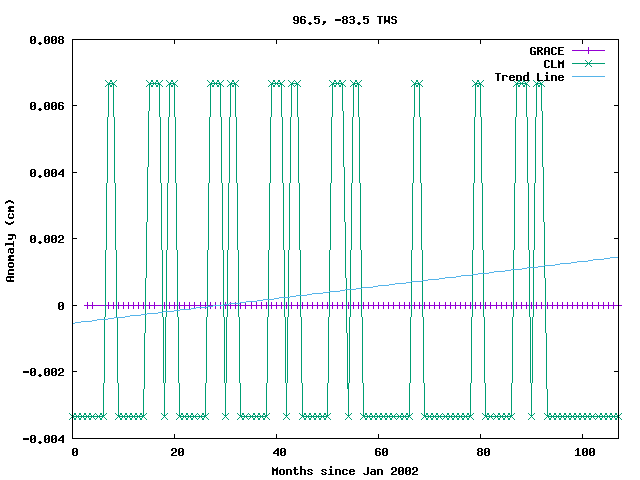 96.5, -83.5 TWS
GRACE
CLM
Trend Line
0.008
0.006
0.004
0.002
0
-0.002
-0.004
Anomaly (cm)
0 20 40 60 80 100
Months since Jan 2002